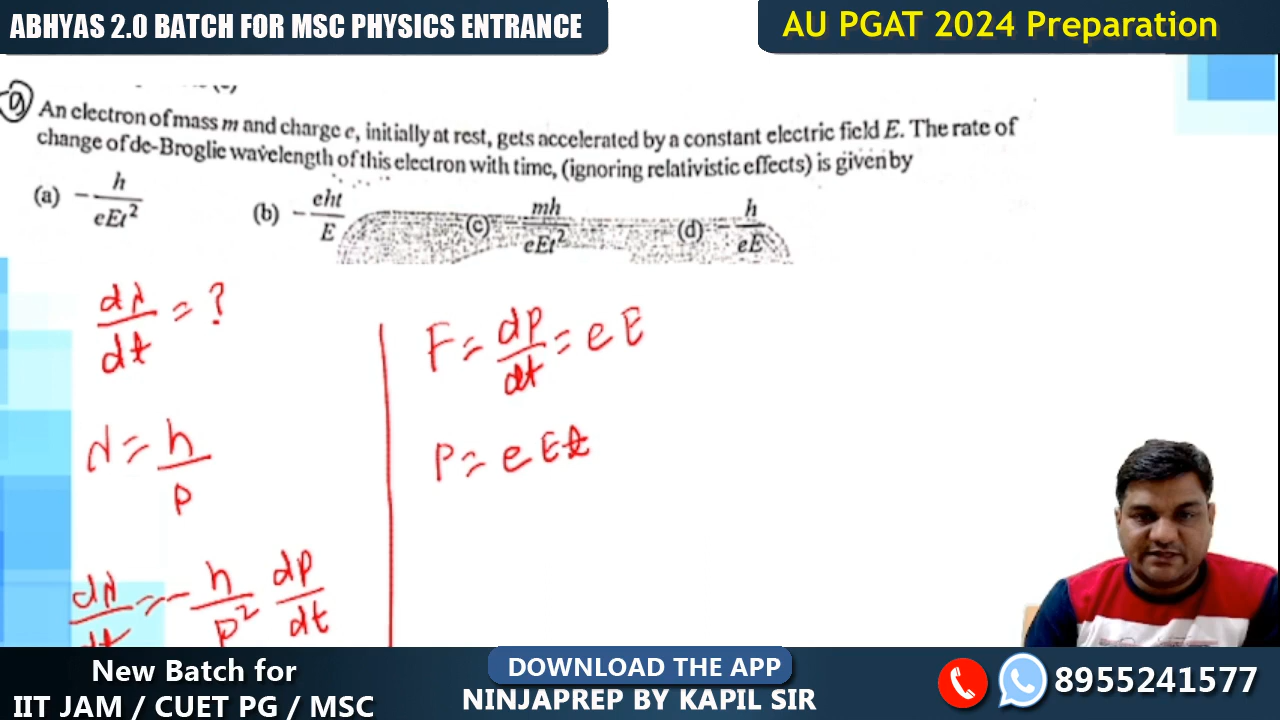 ABHYAS 2.0 BATCH FOR MSC PHYSICS ENTRANCE
AU PGAT 2024 Preparation
An electron of mass m and charge e, initially at rest, gets accelerated by a constant electric field E. The rate of
change of de-Broglie wavelength of this electron with time, (ignoring relativistic effects) is given by
(a) - h / eEt²
(b) - eht / E
(c) - mh / eEt²
(d) - h / eE
dλ/dt = ?
λ = h/p
dλ/dt = - h/p² dp/dt
F = dp/dt = eE
P = eEt
New Batch for
IIT JAM / CUET PG / MSC
DOWNLOAD THE APP
NINJAPREP BY KAPIL SIR
8955241577